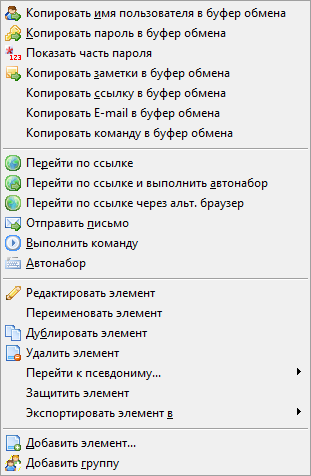 Копировать имя пользователя в буфер обмена
Копировать пароль в буфер обмена
Показать часть пароля
Копировать заметки в буфер обмена
Копировать ссылку в буфер обмена
Копировать E-mail в буфер обмена
Копировать команду в буфер обмена
Перейти по ссылке
Перейти по ссылке и выполнить автонабор
Перейти по ссылке через альт. браузер
Отправить письмо
Выполнить команду
Автонабор
Редактировать элемент
Переименовать элемент
Дублировать элемент
Удалить элемент
Перейти к псевдониму...
Защитить элемент
Экспортировать элемент в
Добавить элемент...
Добавить группу